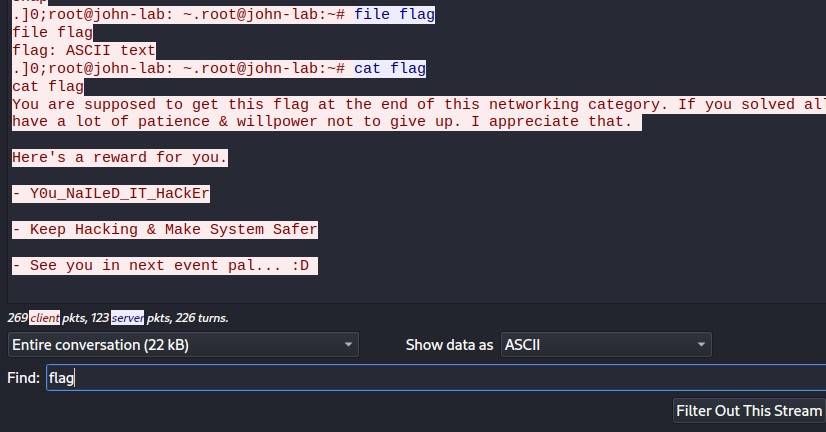 .]0;root@john-lab: ~.root@john-lab:~# file flag
file flag
flag: ASCII text
.]0;root@john-lab: ~.root@john-lab:~# cat flag
cat flag
You are supposed to get this flag at the end of this networking category. If you solved all
have a lot of patience & willpower not to give up. I appreciate that.
Here's a reward for you.
- Y0u_NaILeD_IT_HaCkEr
- Keep Hacking & Make System Safer
- See you in next event pal... :D
269 client pkts, 123 server pkts, 226 turns.
Entire conversation (22 kB) Show data as ASCII
Find: flag
Filter Out This Stream